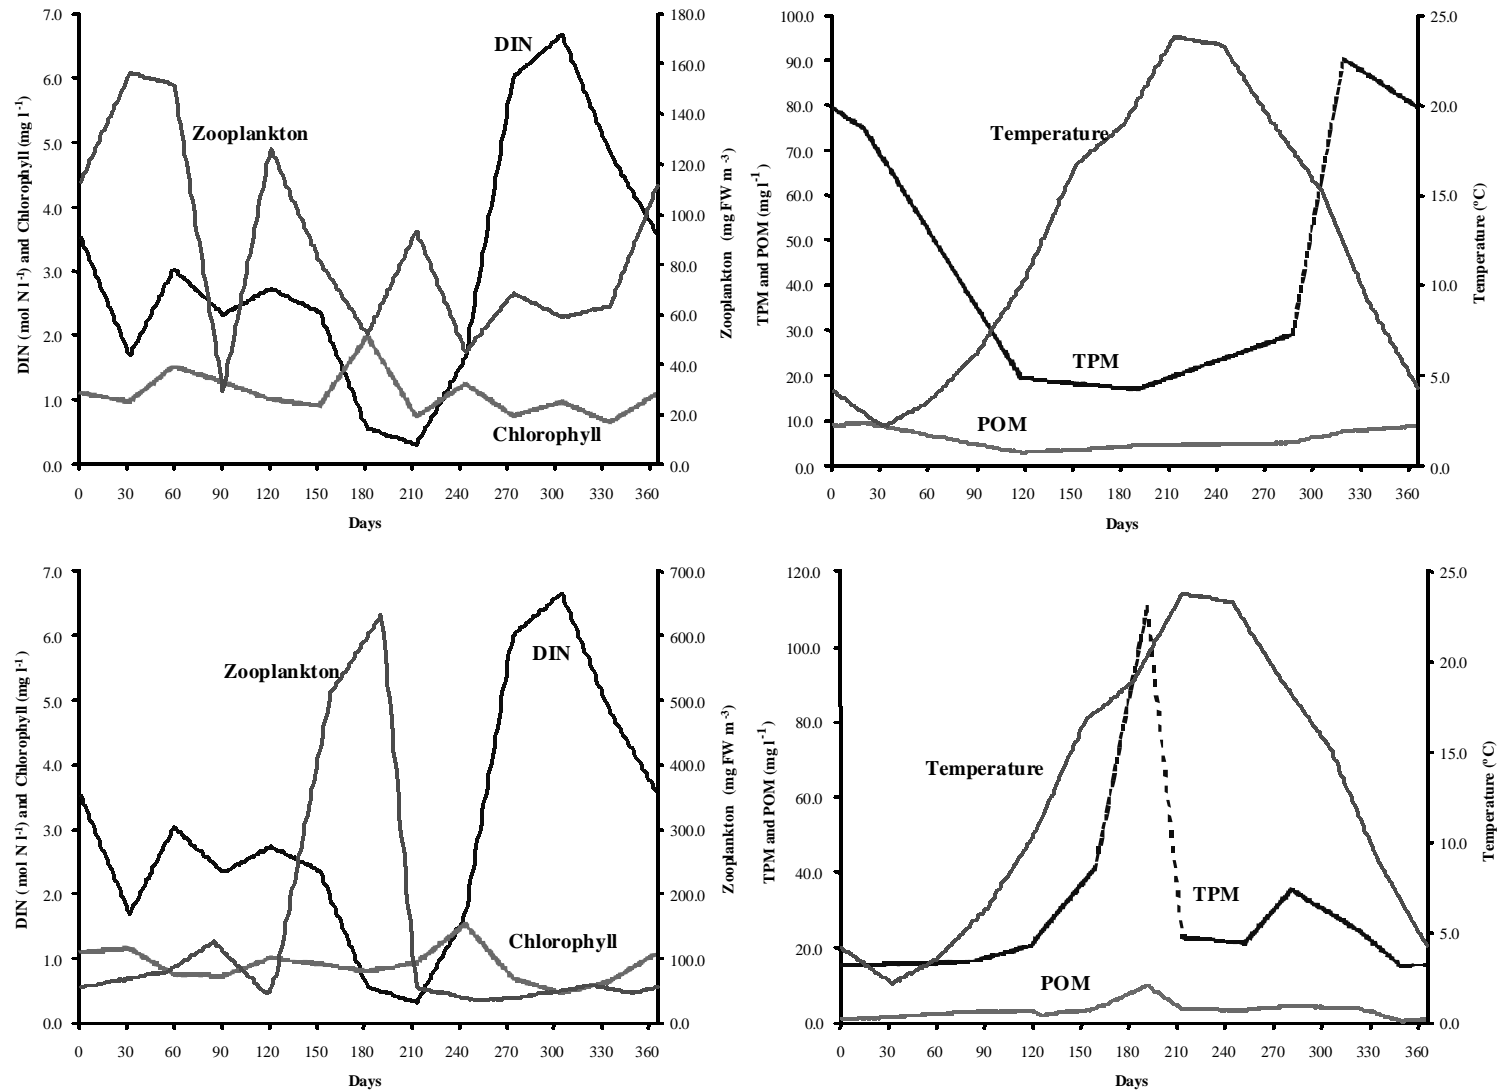 7.0 180.0
6.0 160.0
5.0 140.0
4.0 120.0
3.0 100.0
2.0 80.0
1.0 60.0
0.0 40.0
20.0
0.0
DIN
Zooplankton
Chlorophyll
DIN (mol N l⁻¹) and Chlorophyll (mg l⁻¹)
Zooplankton (mg FW m⁻³)
0 30 60 90 120 150 180 210 240 270 300 330 360
Days
100.0 25.0
90.0 20.0
80.0 15.0
70.0 10.0
60.0 5.0
50.0 0.0
40.0
30.0
20.0
10.0
0.0
Temperature
TPM
POM
TPM and POM (mg l⁻¹)
Temperature (ºC)
0 30 60 90 120 150 180 210 240 270 300 330 360
Days
7.0 700.0
6.0 600.0
5.0 500.0
4.0 400.0
3.0 300.0
2.0 200.0
1.0 100.0
0.0 0.0
DIN
Zooplankton
Chlorophyll
DIN (mol N l⁻¹) and Chlorophyll (mg l⁻¹)
Zooplankton (mg FW m⁻³)
0 30 60 90 120 150 180 210 240 270 300 330 360
Days
120.0 25.0
100.0 20.0
80.0 15.0
60.0 10.0
40.0 5.0
20.0 0.0
0.0
Temperature
TPM
POM
TPM and POM (mg l⁻¹)
Temperature (ºC)
0 30 60 90 120 150 180 210 240 270 300 330 360
Days